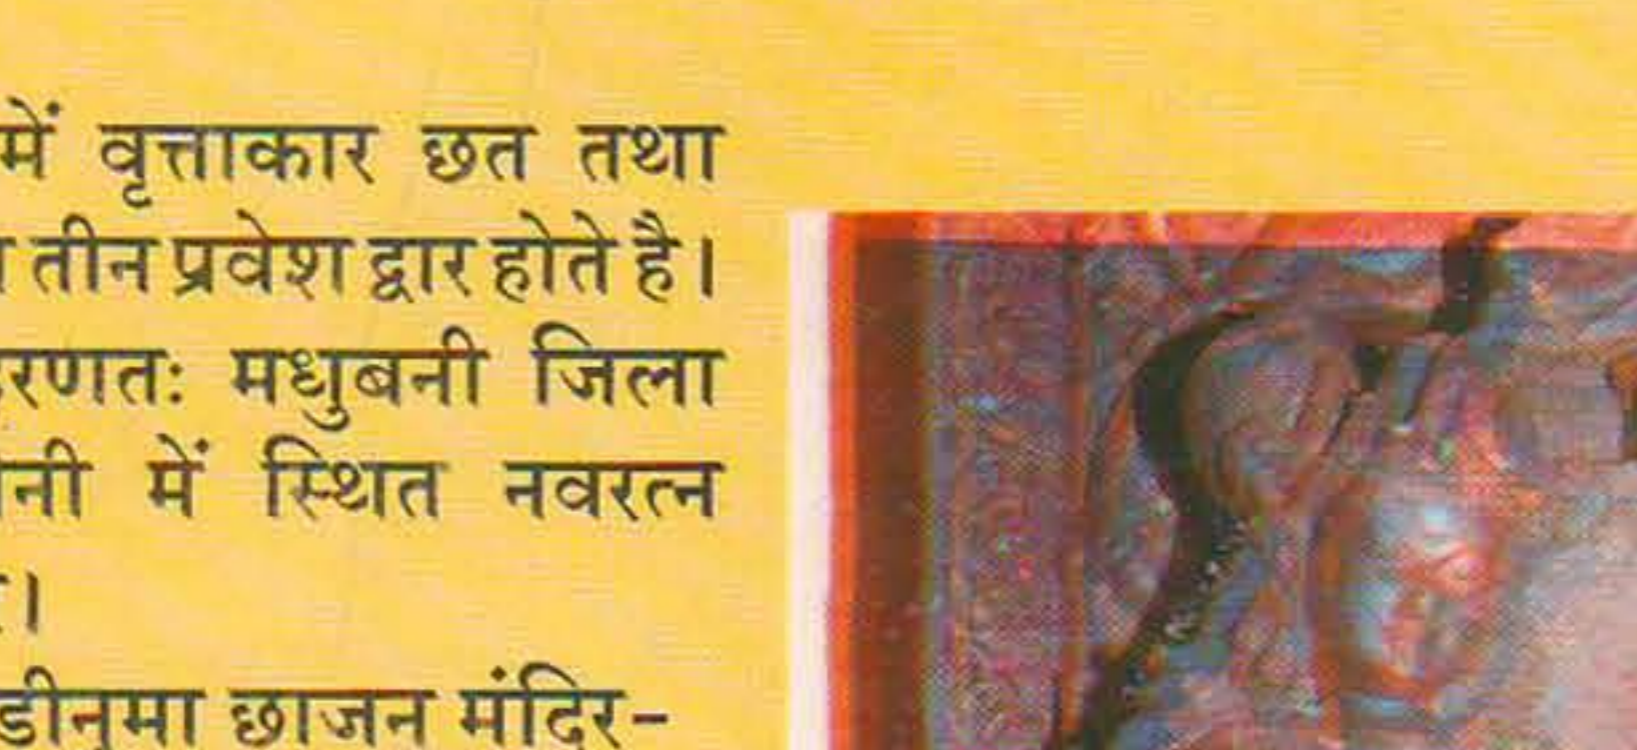 में वृत्ताकार छत तथा
तीन प्रवेश द्वार होते है।
मधुबनी जिला
में स्थित नवरत्न
छाजन मंदिर-